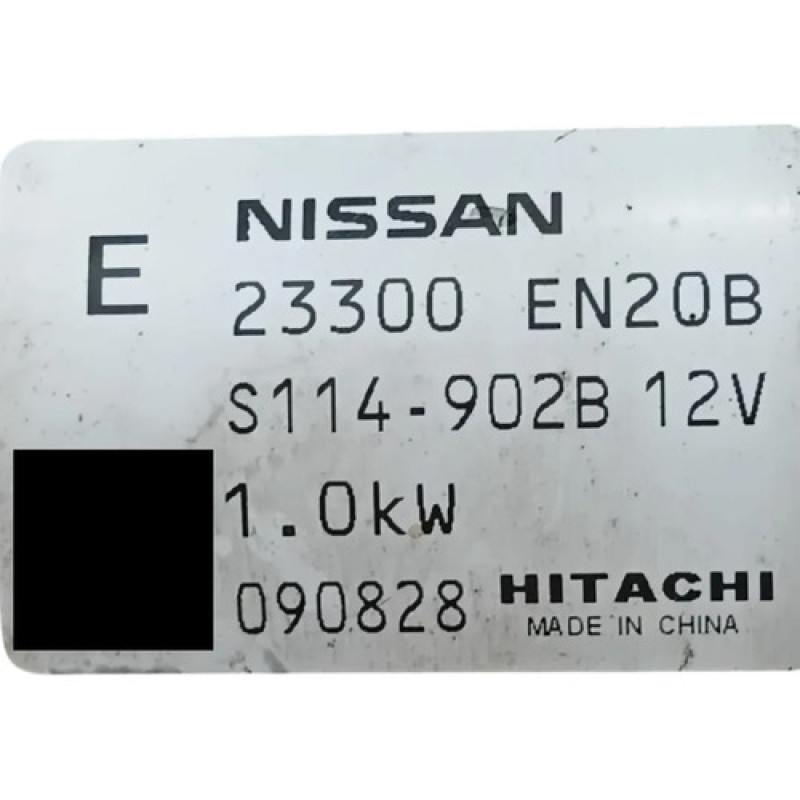 NISSAN
E
23300 EN20B
S114-902B 12V
1.0kW
090828 HITACHI
MADE IN CHINA